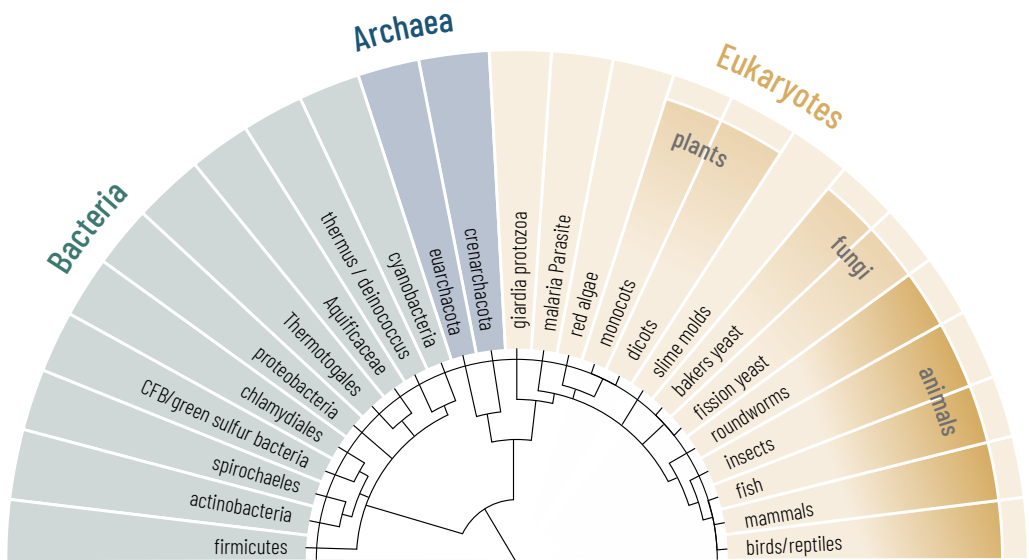 Archaea
Eukaryotes
Bacteria
plants
fungi
animals
firmicutes
actinobacteria
spirochaeles
CFB/green sulfur bacteria
chlamydiales
proteobacteria
Thermotogales
Aquificaceae
thermus / deinococcus
cyanobacteria
euarchacota
crenarchacota
giardia protozoa
malaria Parasite
red algae
monocots
dicots
slime molds
bakers yeast
fission yeast
roundworms
insects
fish
mammals
birds/reptiles